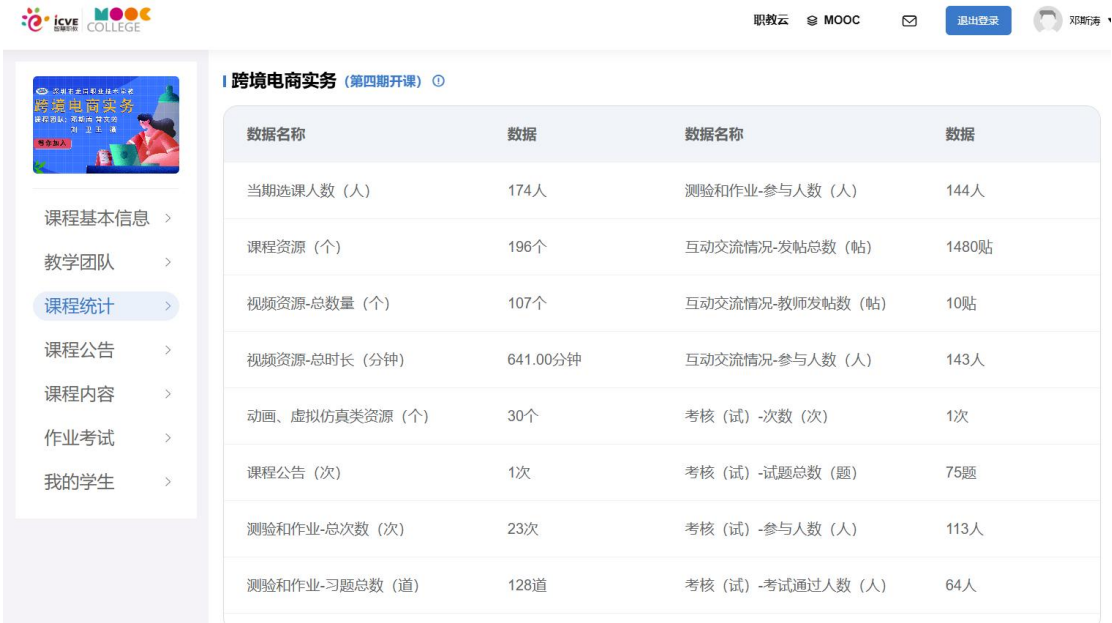 icve
智慧职教
MOOC
COLLEGE
职教云
MOOC
退出登录
邓斯涛
跨境电商实务
等你加入
课程基本信息
教学团队
课程统计
课程公告
课程内容
作业考试
我的学生
跨境电商实务（第四期开课）
数据名称 数据 数据名称 数据
当期选课人数（人） 174人 测验和作业-参与人数（人） 144人
课程资源（个） 196个 互动交流情况-发帖总数（帖） 1480贴
视频资源-总数量（个） 107个 互动交流情况-教师发帖数（帖） 10贴
视频资源-总时长（分钟） 641.00分钟 互动交流情况-参与人数（人） 143人
动画、虚拟仿真类资源（个） 30个 考核（试）-次数（次） 1次
课程公告（次） 1次 考核（试）-试题总数（题） 75题
测验和作业-总次数（次） 23次 考核（试）-参与人数（人） 113人
测验和作业-习题总数（道） 128道 考核（试）-考试通过人数（人） 64人